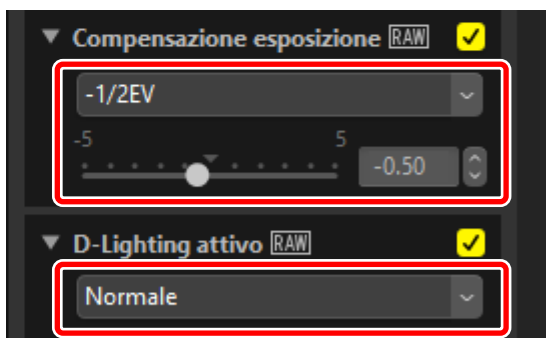 Compensazione esposizione RAW
-1/2EV
-5 5
-0.50
D-Lighting attivo RAW
Normale